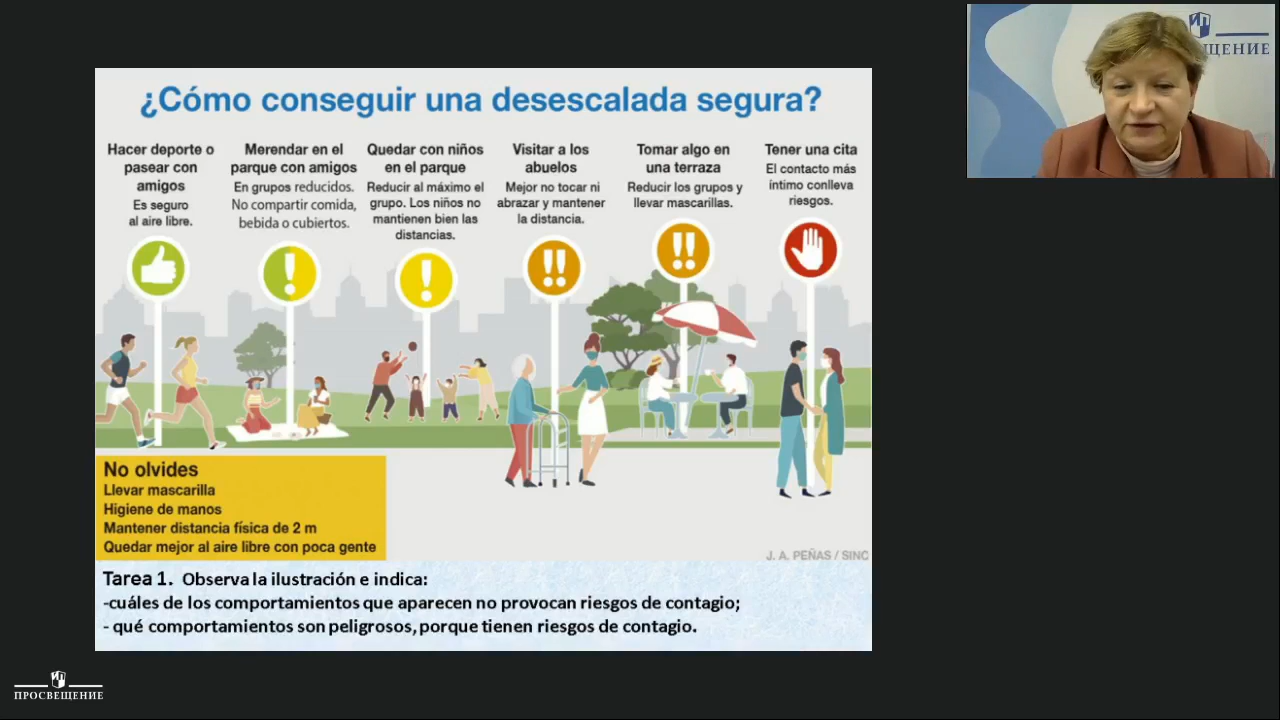 ¿Cómo conseguir una desescalada segura?
Hacer deporte o
pasear con
amigos
Es seguro
al aire libre.
Merendar en el
parque con amigos
En grupos reducidos.
No compartir comida,
bebida o cubiertos.
Quedar con niños
en el parque
Reducir al máximo el
grupo. Los niños no
mantienen bien las
distancias.
Visitar a los
abuelos
Mejor no tocar ni
abrazar y mantener
la distancia.
Tomar algo en
una terraza
Reducir los grupos y
llevar mascarillas.
Tener una cita
El contacto más
íntimo conlleva
riesgos.
No olvides
Llevar mascarilla
Higiene de manos
Mantener distancia física de 2 m
Quedar mejor al aire libre con poca gente
J. A. PEÑAS / SINC
Tarea 1. Observa la ilustración e indica:
-cuáles de los comportamientos que aparecen no provocan riesgos de contagio;
- qué comportamientos son peligrosos, porque tienen riesgos de contagio.
ЩЕНИЕ
ПРОСВЕЩЕНИЕ